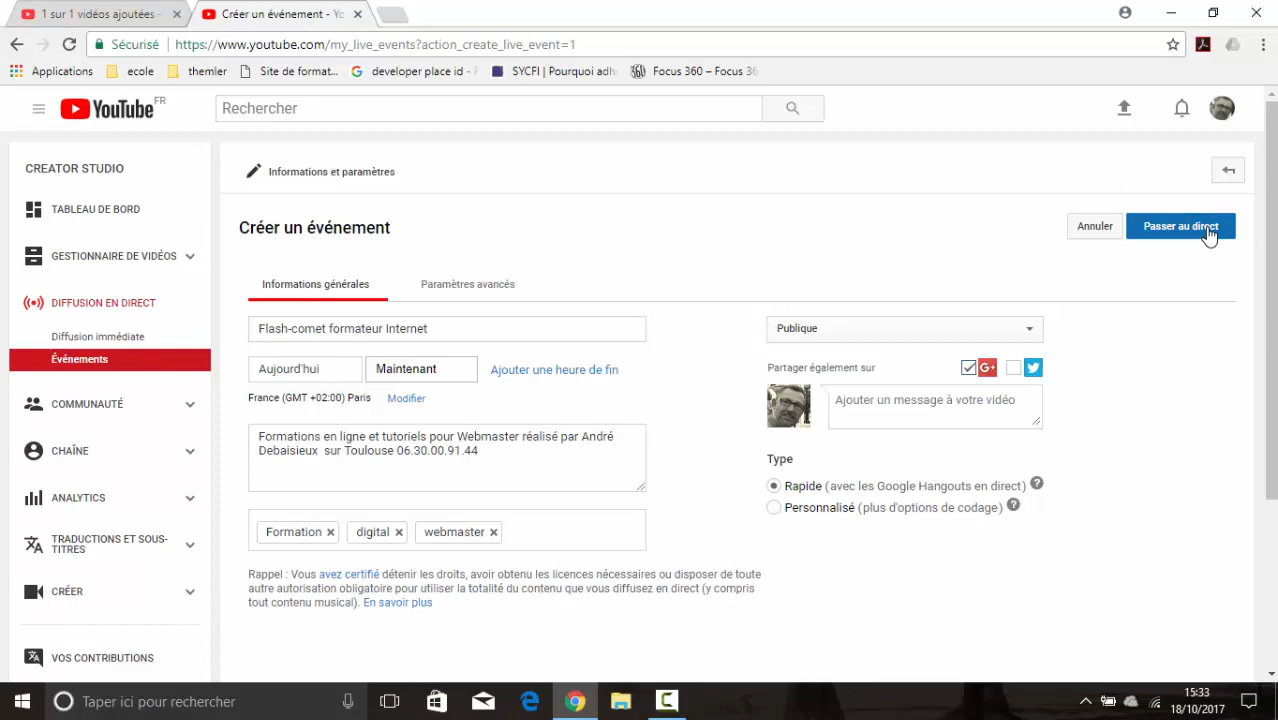 1 sur 1 vidéos ajoutées -
Créer un événement - Yc
Sécurisé
https://www.youtube.com/my_live_events?action_create_live_event=1
Applications
ecole
themler
Site de format...
developer place id - F
SYCFI | Pourquoi adh
Focus 360 – Focus 36
YouTube FR
Rechercher
CREATOR STUDIO
TABLEAU DE BORD
GESTIONNAIRE DE VIDÉOS
DIFFUSION EN DIRECT
Diffusion immédiate
Événements
COMMUNAUTÉ
CHAÎNE
ANALYTICS
TRADUCTIONS ET SOUS-
TITRES
CRÉER
VOS CONTRIBUTIONS
Informations et paramètres
Créer un événement
Annuler
Passer au direct
Informations générales
Paramètres avancés
Flash-comet formateur Internet
Aujourd'hui
Maintenant
Ajouter une heure de fin
France (GMT +02:00) Paris
Modifier
Formations en ligne et tutoriels pour Webmaster réalisé par André
Debaisieux sur Toulouse 06.30.00.91.44
Formation
digital
webmaster
Rappel : Vous avez certifié détenir les droits, avoir obtenu les licences nécessaires ou disposer de toute
autre autorisation obligatoire pour utiliser la totalité du contenu que vous diffusez en direct (y compris
tout contenu musical). En savoir plus
Publique
Partager également sur
G+
Ajouter un message à votre vidéo
Type
Rapide (avec les Google Hangouts en direct) ?
Personnalisé (plus d'options de codage) ?
Taper ici pour rechercher
15:33
18/10/2017